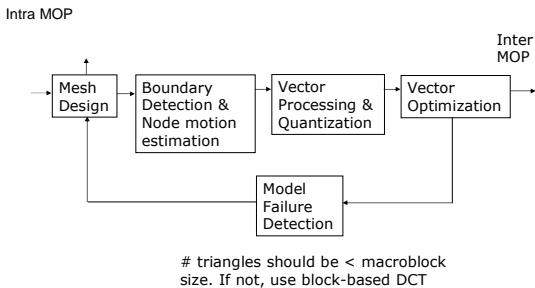 Intra MOP
Inter
MOP
Mesh
Design
Boundary
Detection &
Node motion
estimation
Vector
Processing &
Quantization
Vector
Optimization
Model
Failure
Detection
# triangles should be < macroblock
size. If not, use block-based DCT